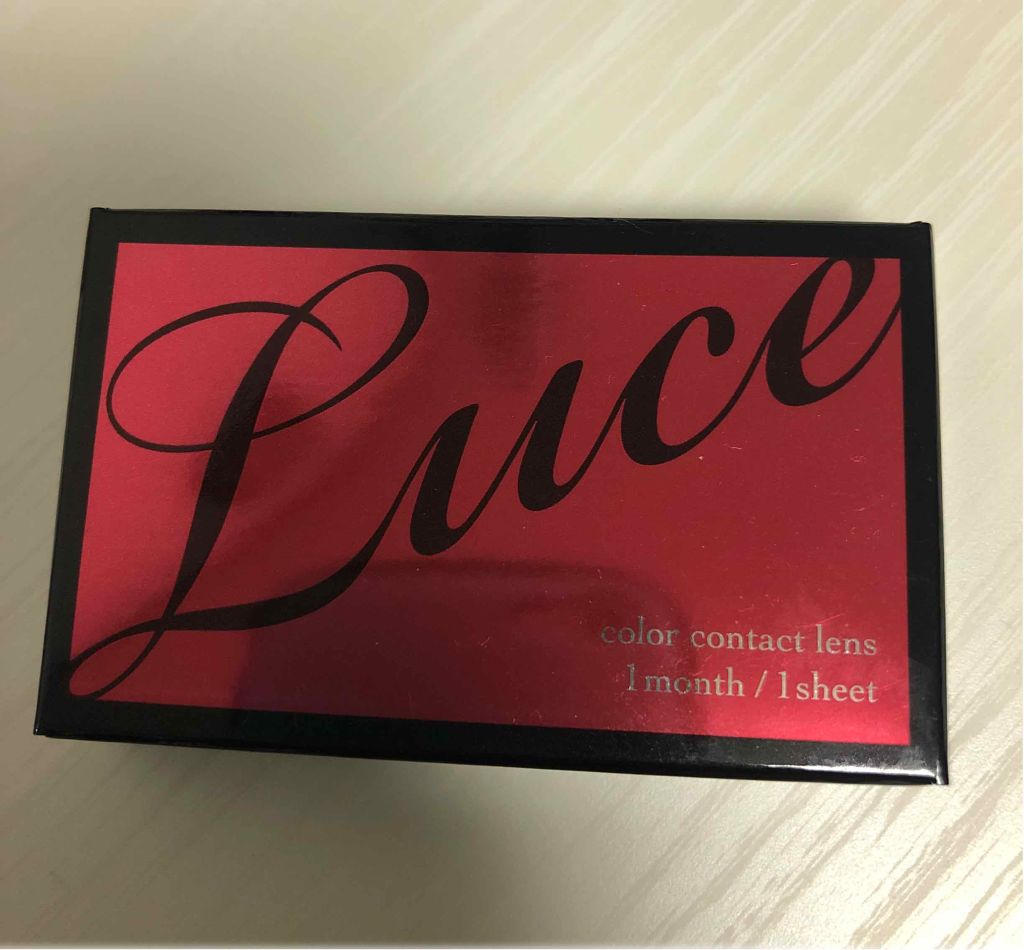 Luce
color contact lens
1month / 1sheet